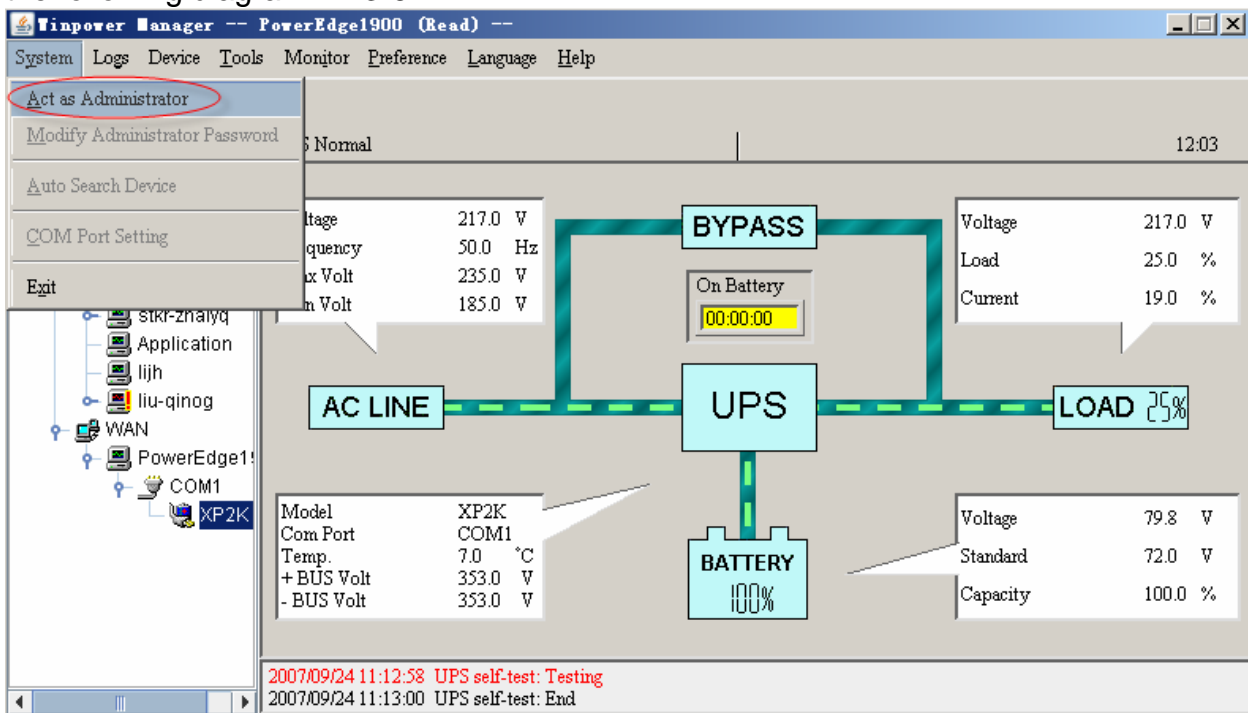 Winpower Manager -- PowerEdge1900 (Read) --
System Logs Device Tools Monitor Preference Language Help
Act as Administrator
Modify Administrator Password
Auto Search Device
COM Port Setting
Exit
Normal
12:03
ltage 217.0 V
quency 50.0 Hz
x Volt 235.0 V
n Volt 185.0 V
BYPASS
On Battery
00:00:00
Voltage 217.0 V
Load 25.0 %
Current 19.0 %
stkr-zhaiyq
Application
lijh
liu-qinog
WAN
PowerEdge1
COM1
XP2K
AC LINE
UPS
LOAD 25%
Model XP2K
Com Port COM1
Temp. 7.0 °C
+ BUS Volt 353.0 V
- BUS Volt 353.0 V
BATTERY
100%
Voltage 79.8 V
Standard 72.0 V
Capacity 100.0 %
2007/09/24 11:12:58 UPS self-test: Testing
2007/09/24 11:13:00 UPS self-test: End